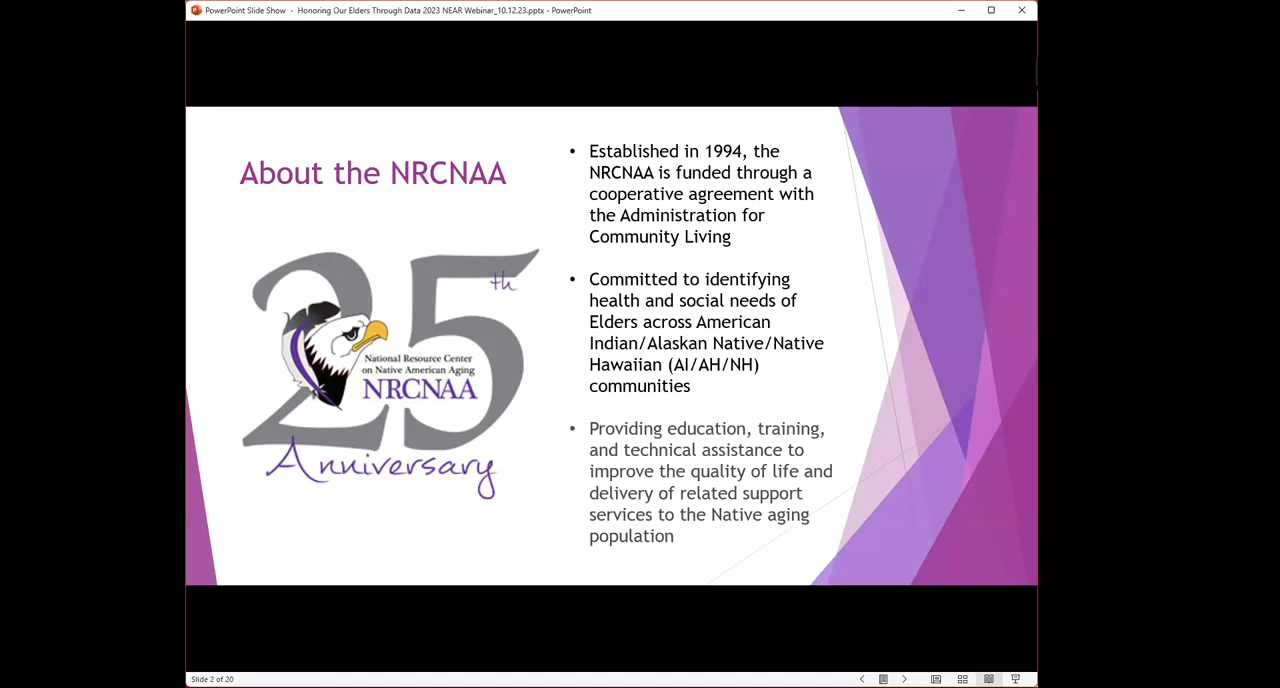 PowerPoint Slide Show - Honoring Our Elders Through Data 2023 NEAR Webinar_10.12.23.pptx - PowerPoint
About the NRCNAA
25th
National Resource Center
on Native American Aging
NRCNAA
Anniversary
• Established in 1994, the
NRCNAA is funded through a
cooperative agreement with
the Administration for
Community Living
• Committed to identifying
health and social needs of
Elders across American
Indian/Alaskan Native/Native
Hawaiian (AI/AH/NH)
communities
• Providing education, training,
and technical assistance to
improve the quality of life and
delivery of related support
services to the Native aging
population
Slide 2 of 20